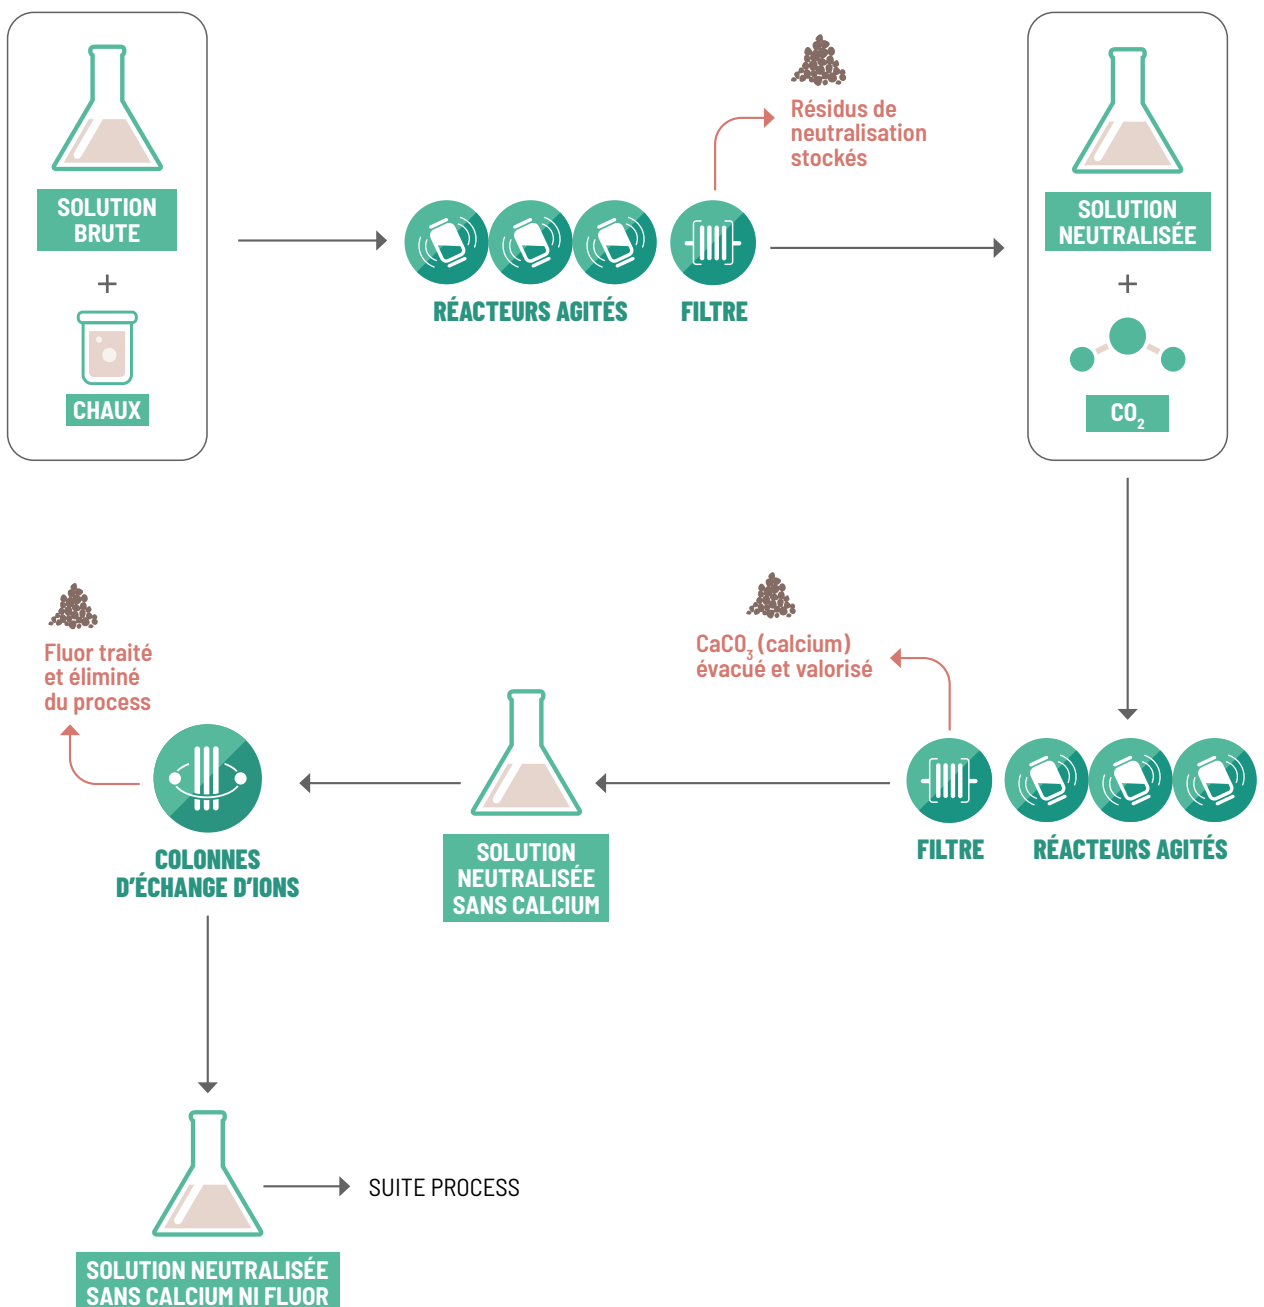 SOLUTION
BRUTE
+
CHAUX
RÉACTEURS AGITÉS
FILTRE
Résidus de
neutralisation
stockés
SOLUTION
NEUTRALISÉE
+
CO₂
RÉACTEURS AGITÉS
FILTRE
CaCO₃ (calcium)
évacué et valorisé
SOLUTION
NEUTRALISÉE
SANS CALCIUM
COLONNES
D'ÉCHANGE D'IONS
Fluor traité
et éliminé
du process
SOLUTION NEUTRALISÉE
SANS CALCIUM NI FLUOR
SUITE PROCESS